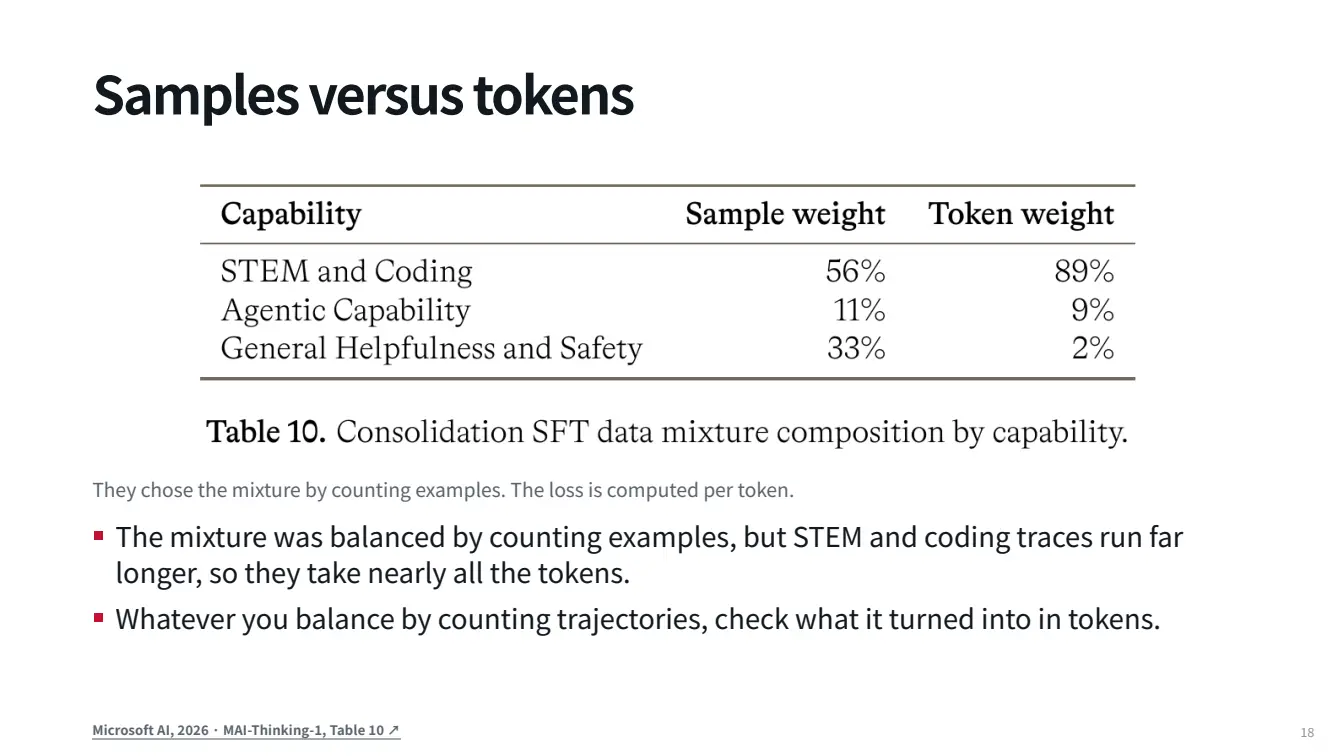 Samples versus tokens
Capability Sample weight Token weight
STEM and Coding 56% 89%
Agentic Capability 11% 9%
General Helpfulness and Safety 33% 2%
Table 10. Consolidation SFT data mixture composition by capability.
They chose the mixture by counting examples. The loss is computed per token.
▪ The mixture was balanced by counting examples, but STEM and coding traces run far
longer, so they take nearly all the tokens.
▪ Whatever you balance by counting trajectories, check what it turned into in tokens.
Microsoft AI, 2026 · MAI-Thinking-1, Table 10 ↗
18